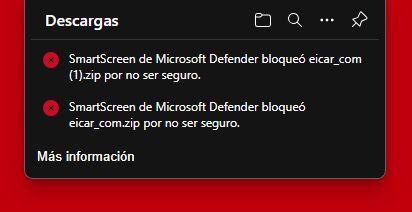 Descargas
SmartScreen de Microsoft Defender bloqueó eicar_com
(1).zip por no ser seguro.
SmartScreen de Microsoft Defender bloqueó
eicar_com.zip por no ser seguro.
Más información